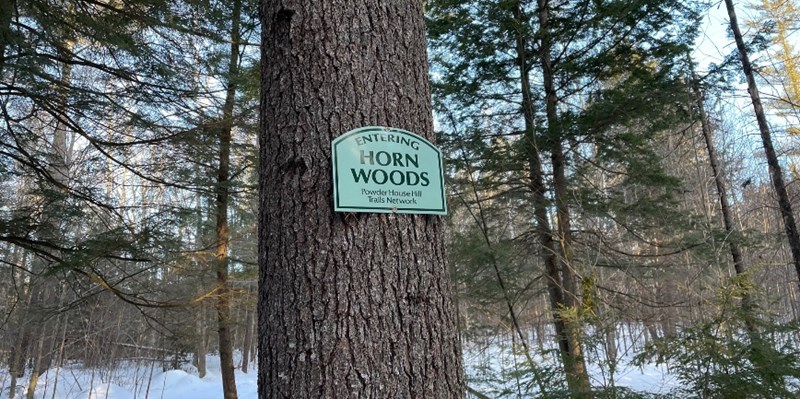 ENTERING
HORN
WOODS
Powder House Hill
Trails Network